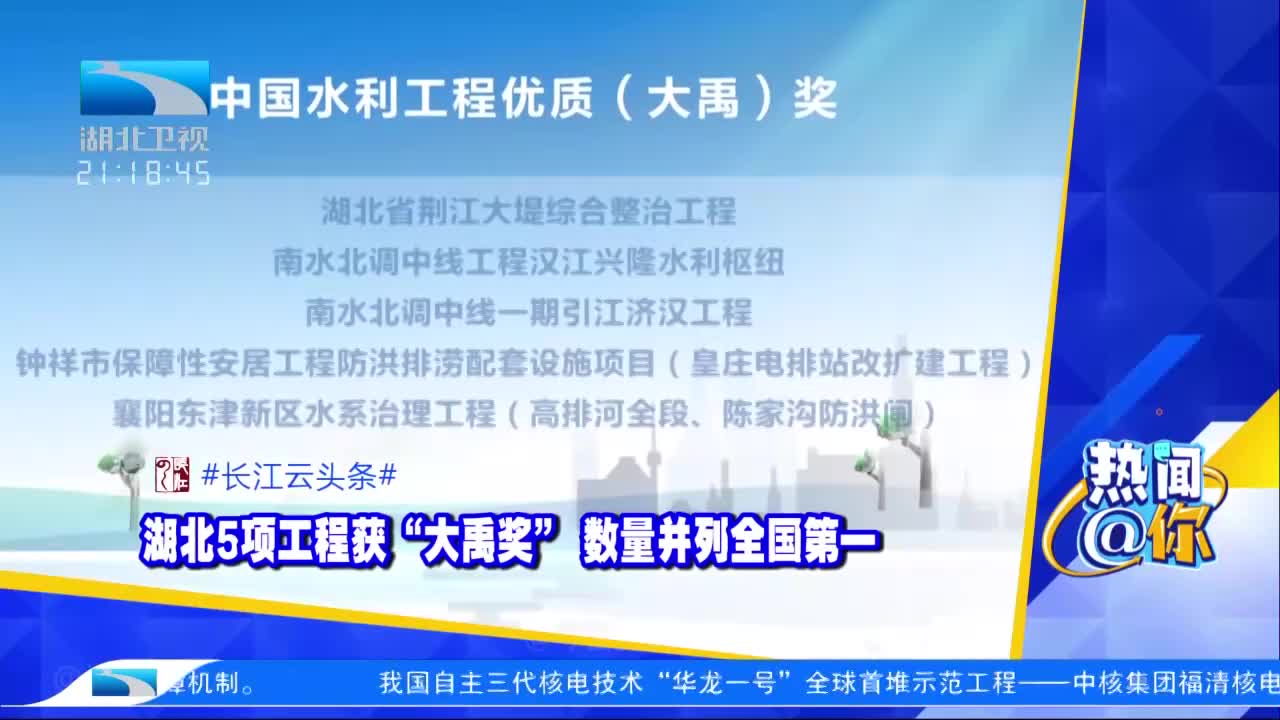 中国水利工程优质（大禹）奖
湖北卫视
21:18:45
湖北省荆江大堤综合整治工程
南水北调中线工程汉江兴隆水利枢纽
南水北调中线一期引江济汉工程
钟祥市保障性安居工程防洪排涝配套设施项目（皇庄电排站改扩建工程）
襄阳东津新区水系治理工程（高排河全段、陈家沟防洪闸）
#长江云头条#
湖北5项工程获“大禹奖” 数量并列全国第一
热闻
@你
障机制。 我国自主三代核电技术“华龙一号”全球首堆示范工程——中核集团福清核电